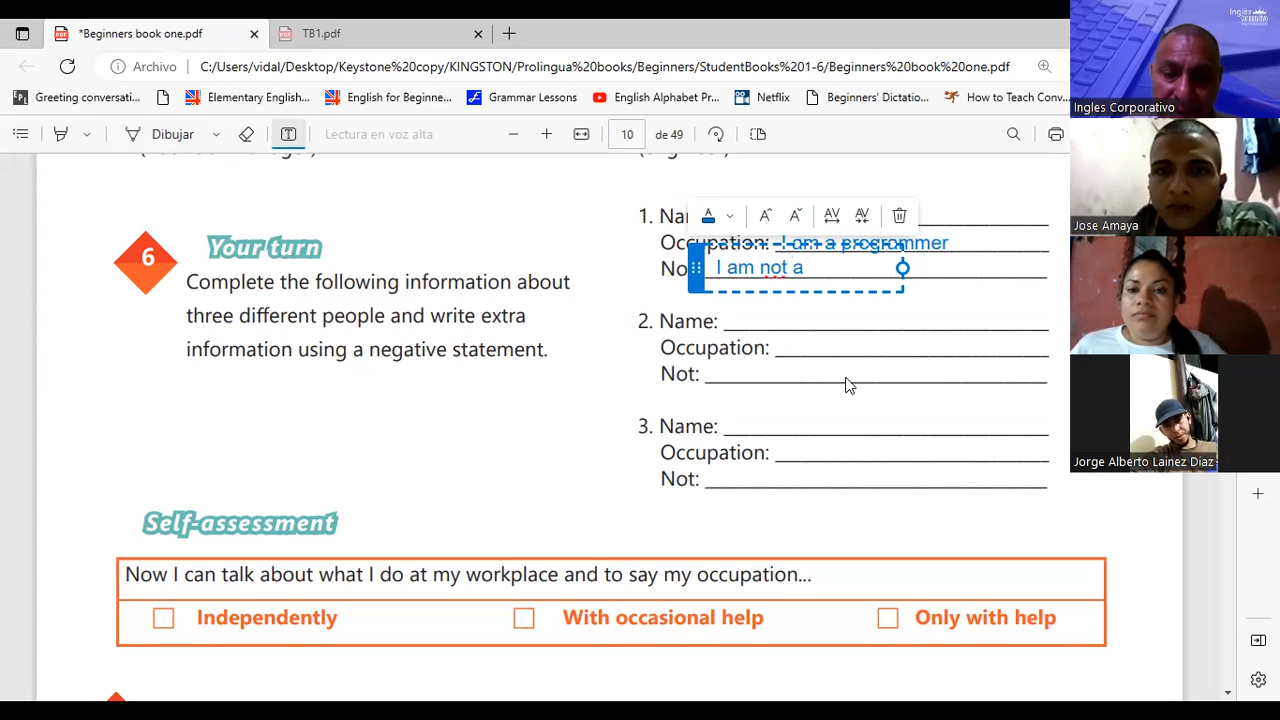 *Beginners book one.pdf
TB1.pdf
Archivo
C:/Users/vidal/Desktop/Keystone%20copy/KINGSTON/Prolingua%20books/Beginners/StudentBooks%201-6/Beginners%20book%20one.pdf
Greeting conversati...
Elementary English...
English for Beginne...
Grammar Lessons
English Alphabet Pr...
Netflix
Beginners' Dictatio...
How to Teach Conv...
Dibujar
Lectura en voz alta
10
de 49
6
Your turn
Complete the following information about
three different people and write extra
information using a negative statement.
1. Na
Occupation: I am a programmer
No I am not a
2. Name:
Occupation:
Not:
3. Name:
Occupation:
Not:
Self-assessment
Now I can talk about what I do at my workplace and to say my occupation...
Independently
With occasional help
Only with help
Ingles
Ingles Corporativo
Jose Amaya
Jorge Alberto Lainez Diaz